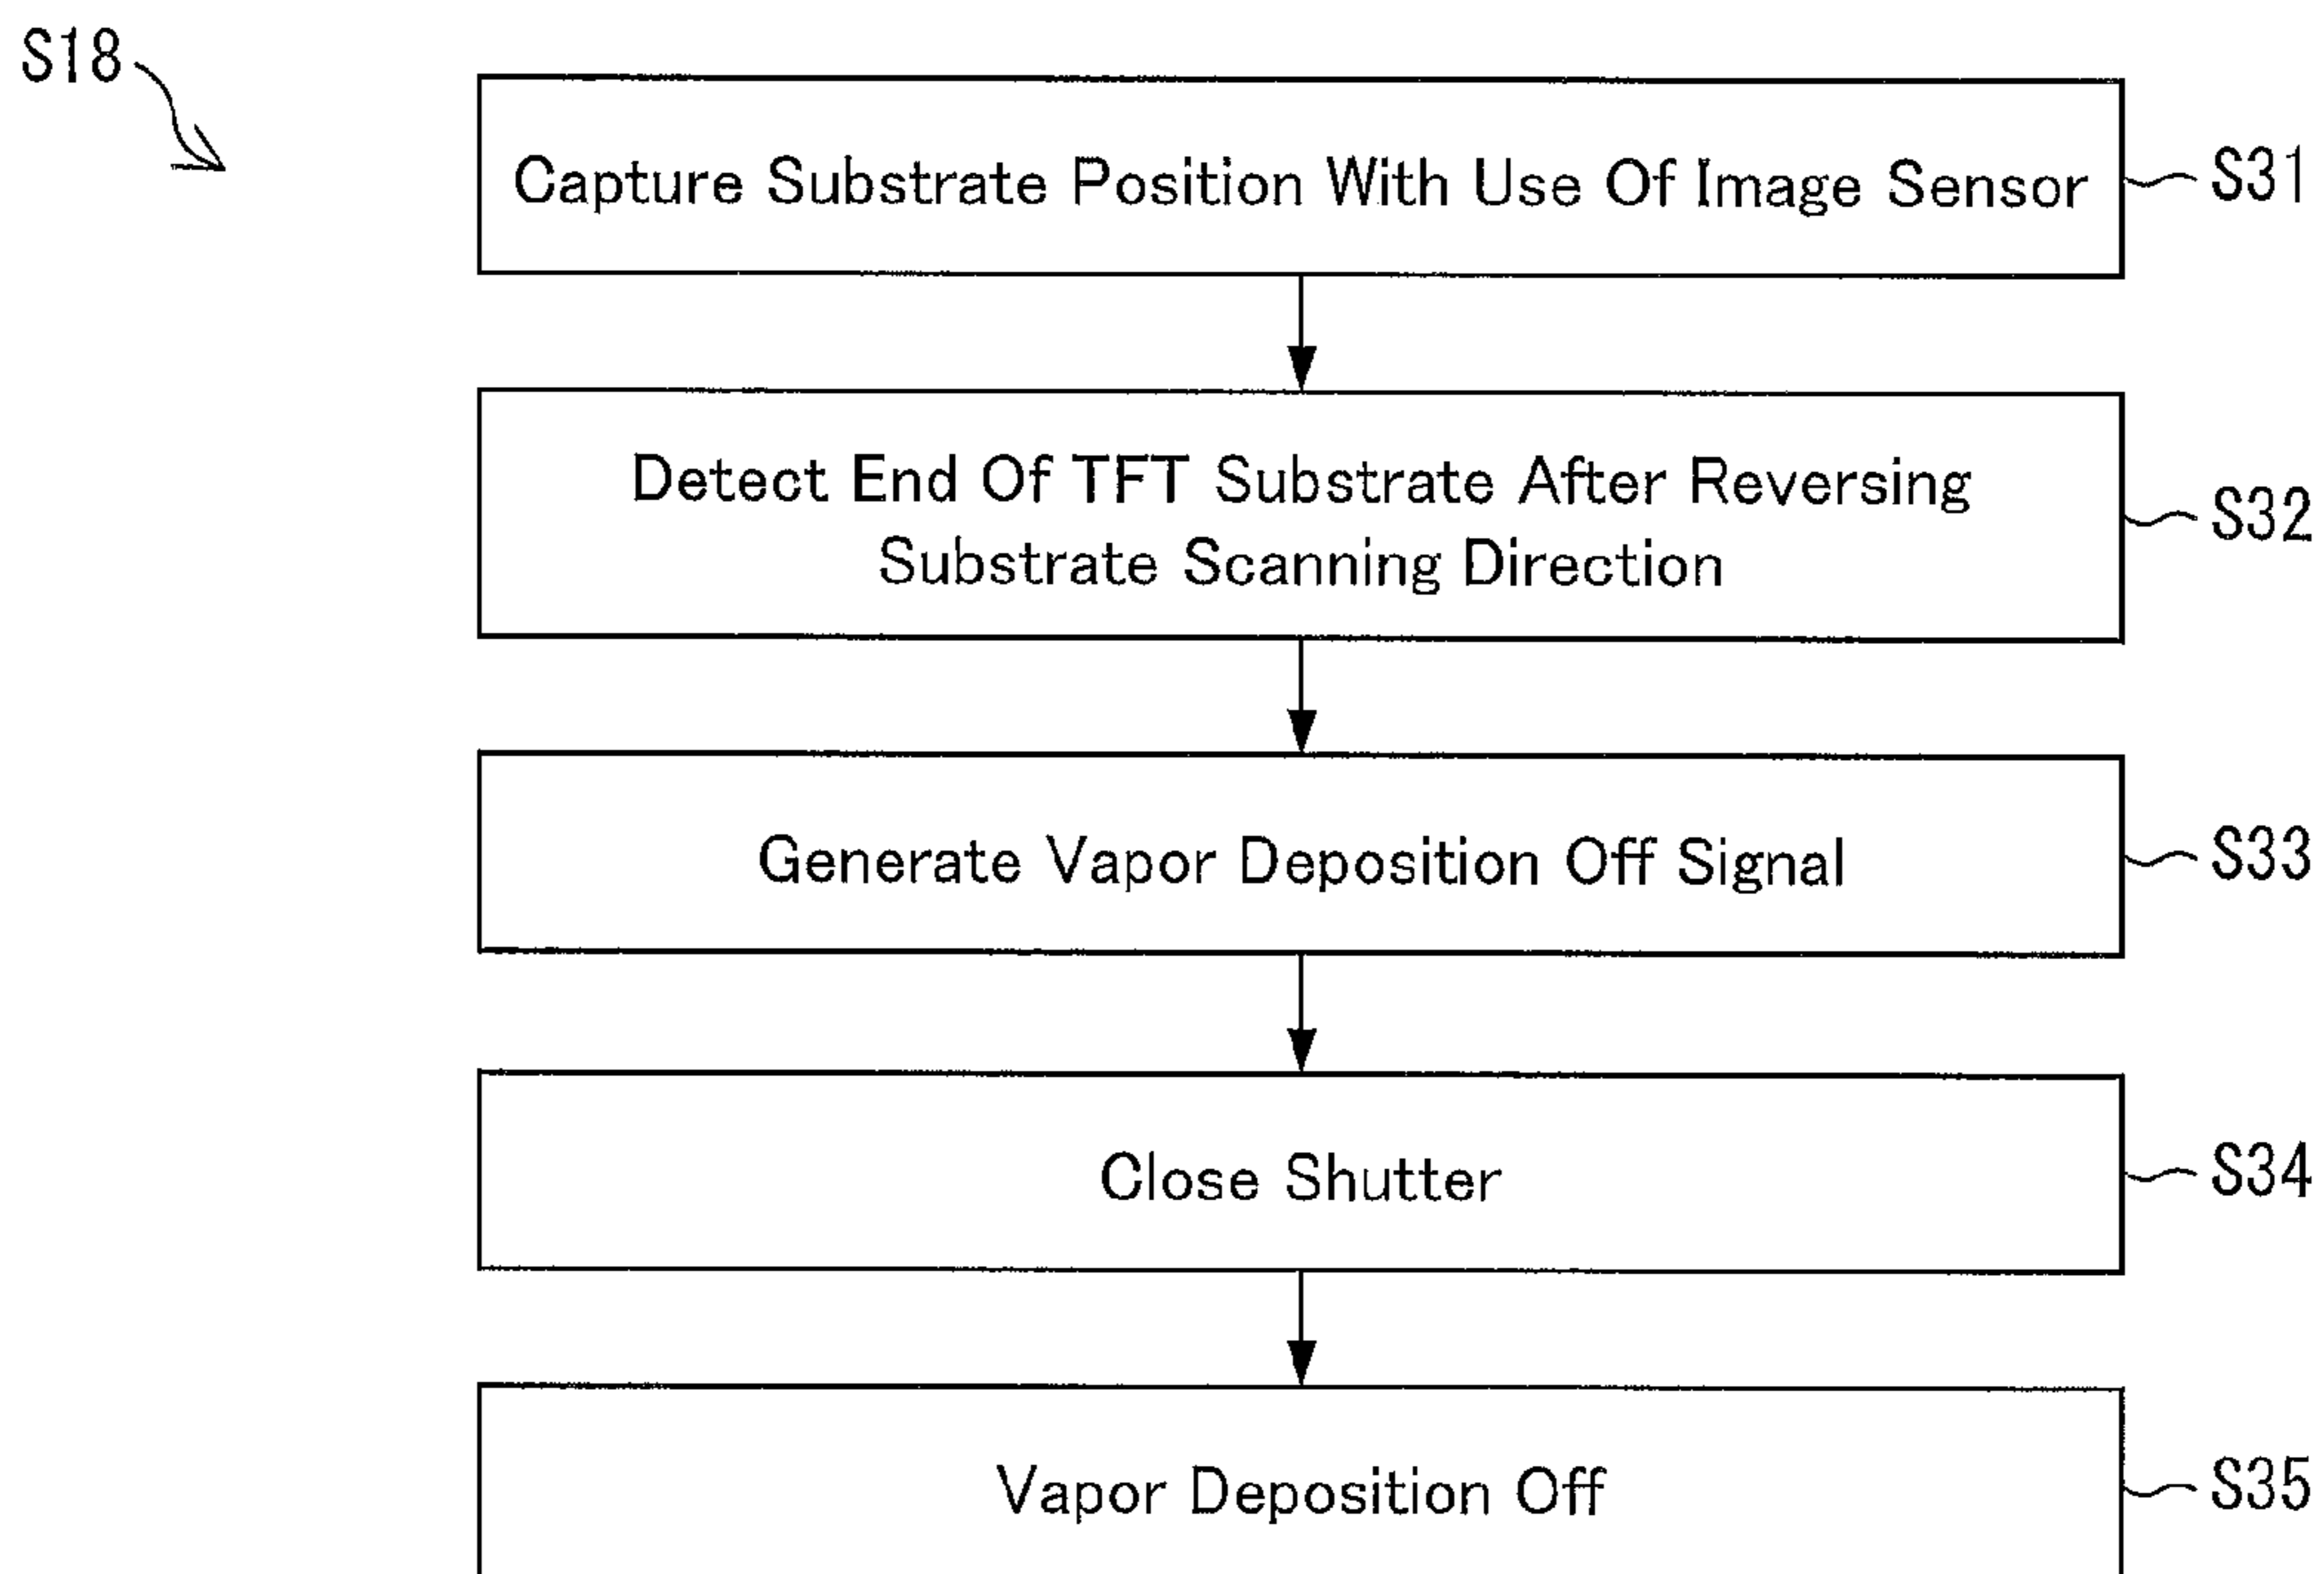 S18
Capture Substrate Position With Use Of Image Sensor
S31
Detect End Of TFT Substrate After Reversing
Substrate Scanning Direction
S32
Generate Vapor Deposition Off Signal
S33
Close Shutter
S34
Vapor Deposition Off
S35